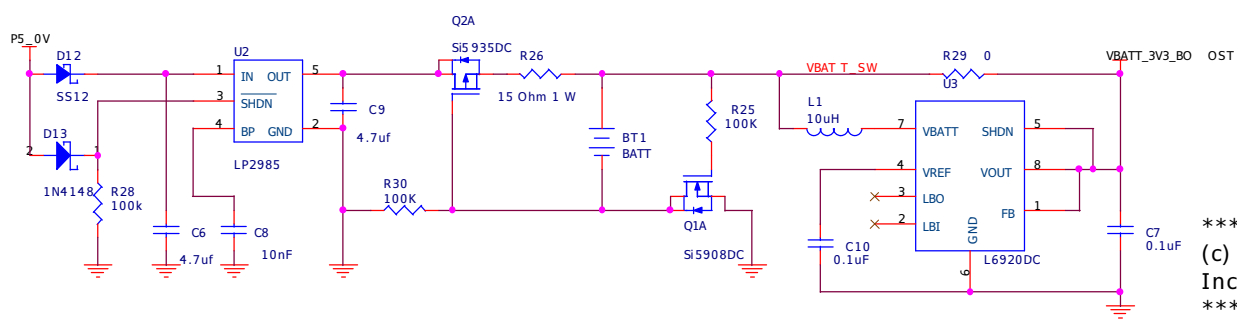 P5_0V
D12
SS12
D13
2
1
1N4148
R28
100k
C6
4.7uf
C8
10nF
U2
1
IN
OUT
5
3
SHDN
4
BP
GND
2
LP2985
C9
4.7uf
Q2A
Si5935DC
R26
15 Ohm 1 W
R30
100K
BT1
BATT
R25
100K
Q1A
Si5908DC
VBAT T_SW
L1
10uH
R29
0
U3
7
VBATT
SHDN
5
4
VREF
VOUT
8
3
LBO
2
LBI
FB
1
GND
6
L6920DC
C10
0.1uF
VBATT_3V3_BO OST
C7
0.1uF
***
(c)
Inc
***